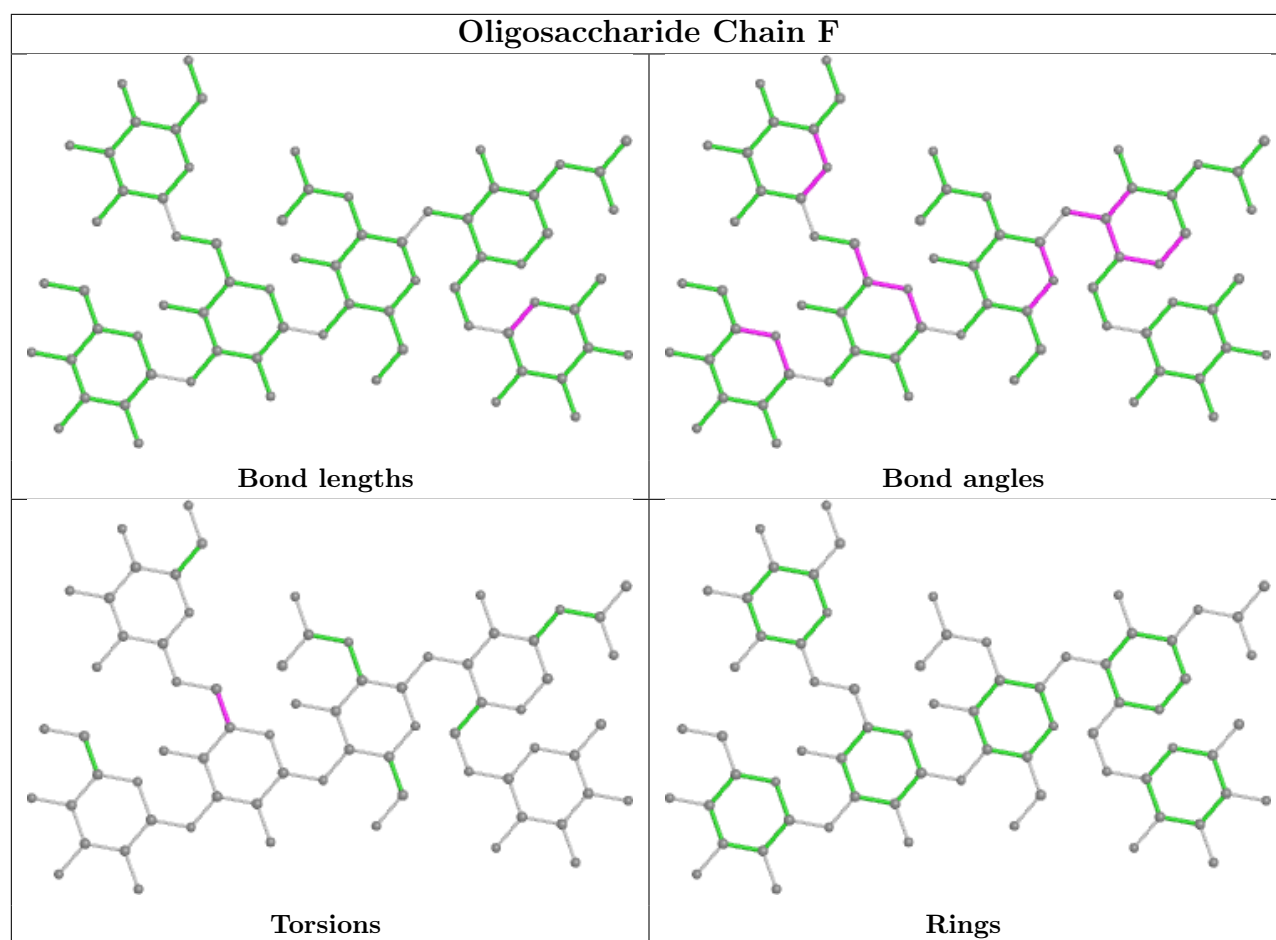 Oligosaccharide Chain F
Bond lengths
Bond angles
Torsions
Rings